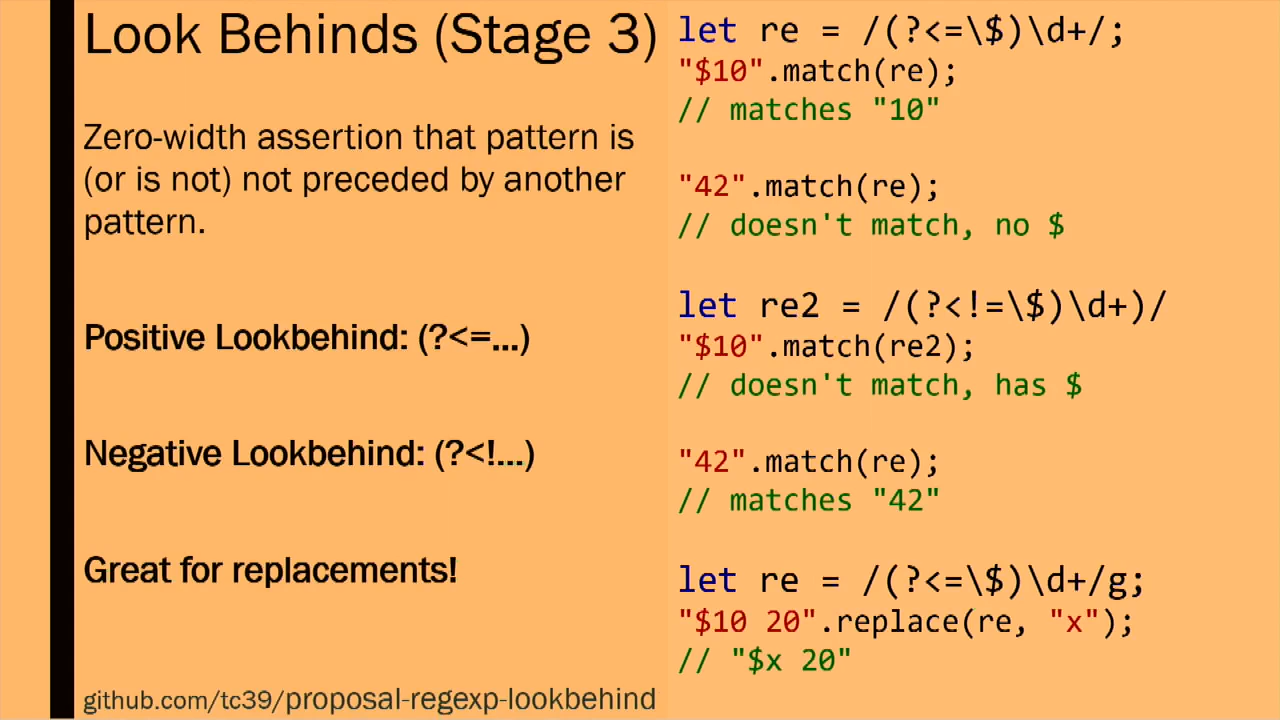 Look Behinds (Stage 3)
Zero-width assertion that pattern is
(or is not) not preceded by another
pattern.
Positive Lookbehind: (?<=...)
Negative Lookbehind: (?<!...)
Great for replacements!
github.com/tc39/proposal-regexp-lookbehind
let re = /(?<=\$)\d+/;
"$10".match(re);
// matches "10"
"42".match(re);
// doesn't match, no $
let re2 = /(?<!=\$)\d+)/
"$10".match(re2);
// doesn't match, has $
"42".match(re);
// matches "42"
let re = /(?<=\$)\d+/g;
"$10 20".replace(re, "x");
// "$x 20"